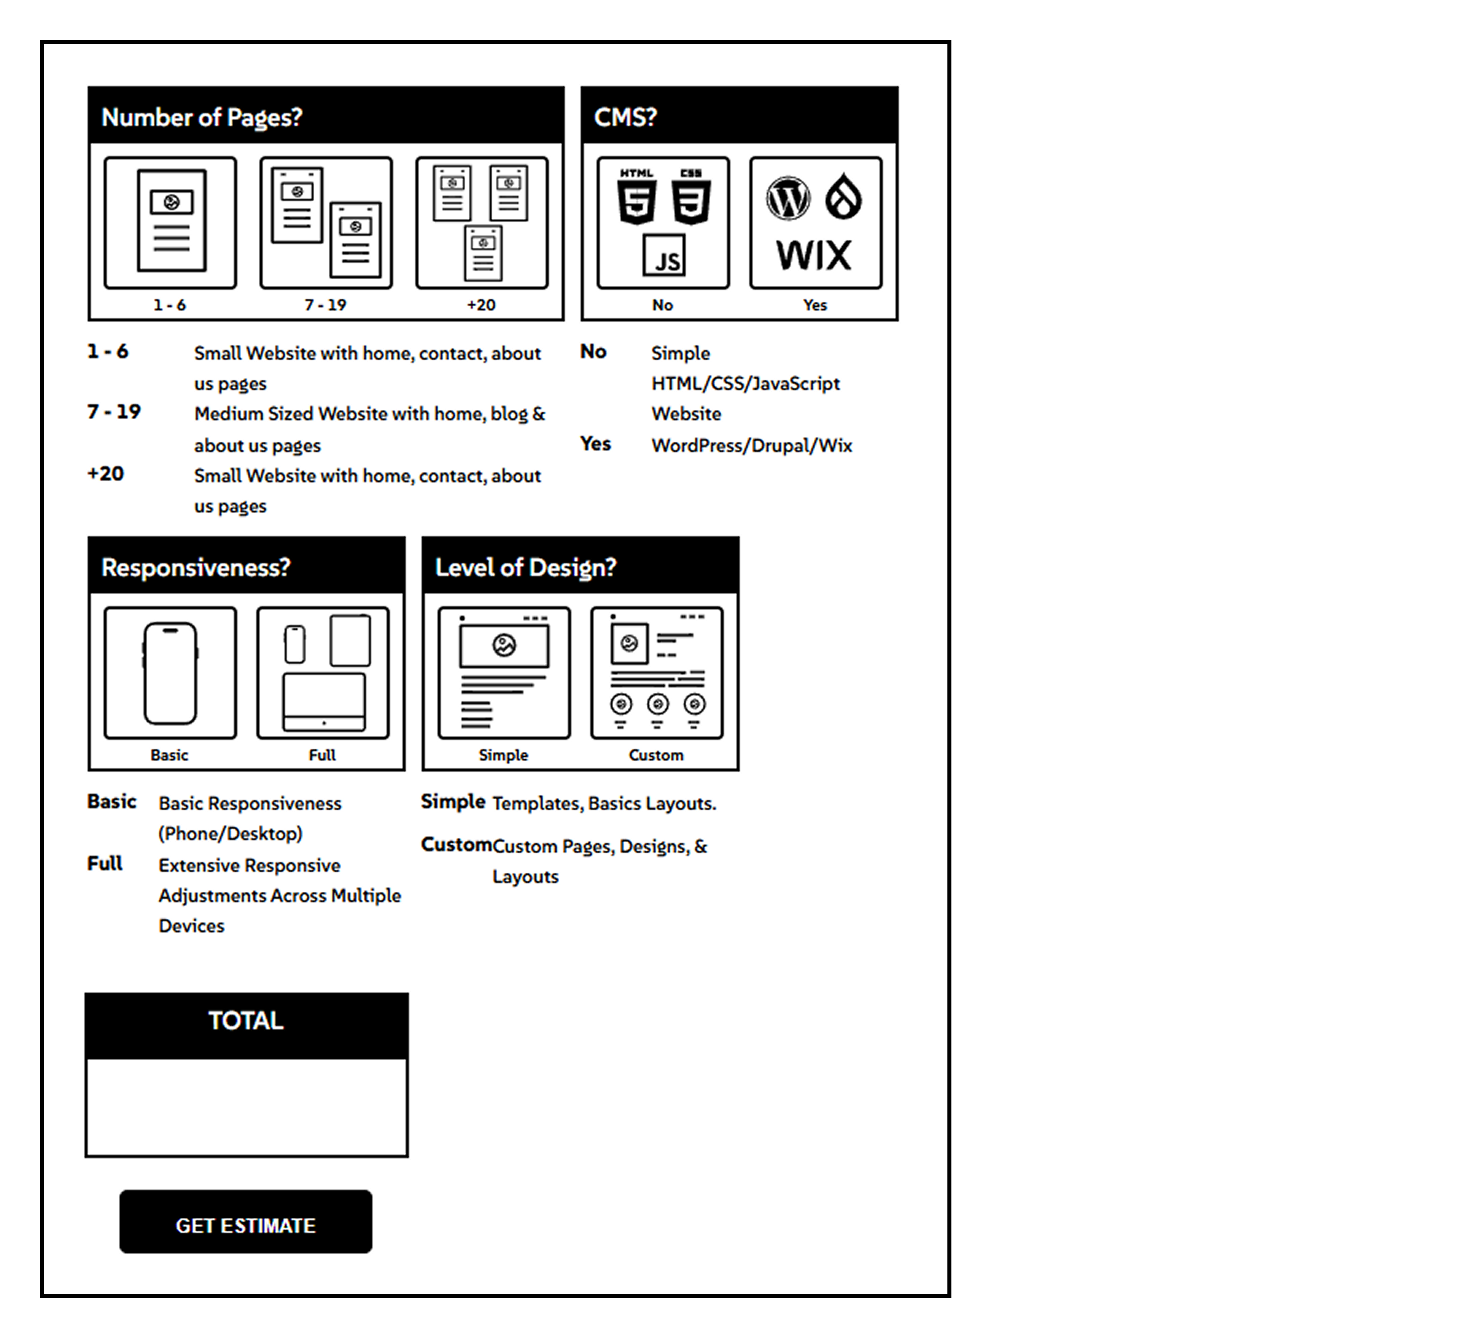 Number of Pages?
1 - 6
7 - 19
+20
CMS?
HTML CSS
5 3
JS
No
W
WIX
Yes
1 - 6 Small Website with home, contact, about
us pages
7 - 19 Medium Sized Website with home, blog &
about us pages
+20 Small Website with home, contact, about
us pages
No Simple
HTML/CSS/JavaScript
Website
Yes WordPress/Drupal/Wix
Responsiveness?
Basic
Full
Level of Design?
Simple
Custom
Basic Basic Responsiveness
(Phone/Desktop)
Full Extensive Responsive
Adjustments Across Multiple
Devices
Simple Templates, Basics Layouts.
Custom Custom Pages, Designs, &
Layouts
TOTAL
GET ESTIMATE